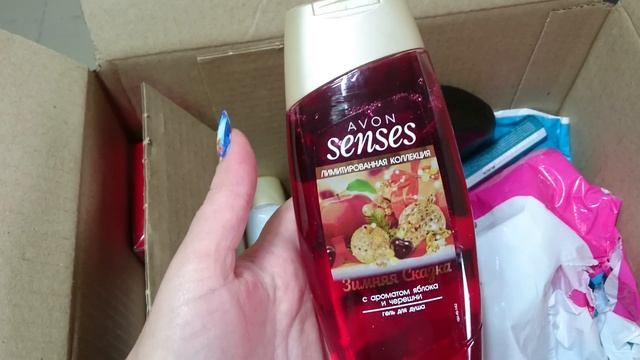 AVON
senses
ЛИМИТИРОВАННАЯ КОЛЛЕКЦИЯ
Зимняя Сказка
с ароматом яблока
и черешни
гель для душа